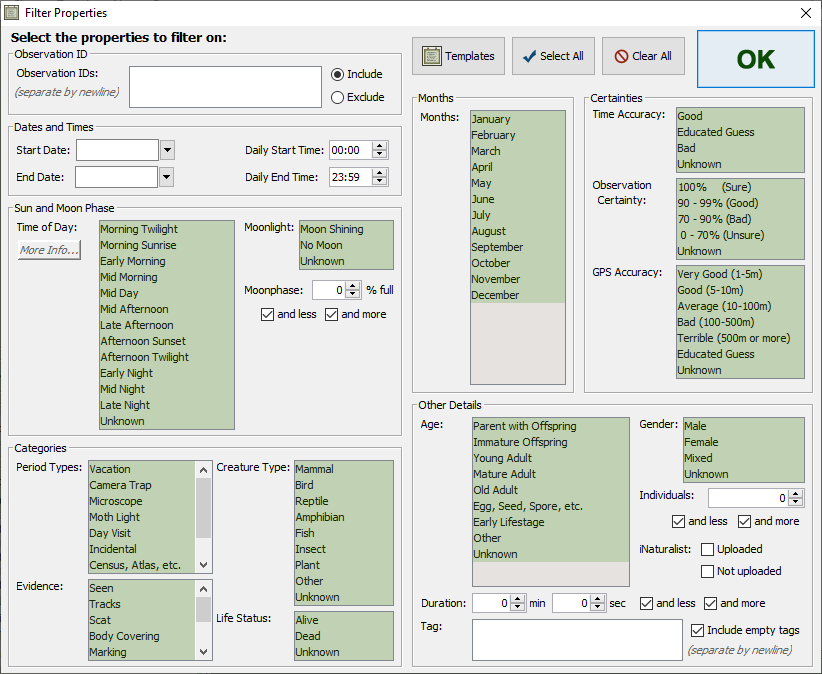 Filter Properties
Select the properties to filter on:
Observation ID
Observation IDs:
(separate by newline)
Include
Exclude
Dates and Times
Start Date:
Daily Start Time: 00:00
End Date:
Daily End Time: 23:59
Sun and Moon Phase
Time of Day:
More Info...
Morning Twilight
Morning Sunrise
Early Morning
Mid Morning
Mid Day
Mid Afternoon
Late Afternoon
Afternoon Sunset
Afternoon Twilight
Early Night
Mid Night
Late Night
Unknown
Moonlight:
Moon Shining
No Moon
Unknown
Moonphase: 0 % full
and less and more
Categories
Period Types:
Vacation
Camera Trap
Microscope
Moth Light
Day Visit
Incidental
Census, Atlas, etc.
Creature Type:
Mammal
Bird
Reptile
Amphibian
Fish
Insect
Plant
Other
Unknown
Evidence:
Seen
Tracks
Scat
Body Covering
Marking
Life Status:
Alive
Dead
Unknown
Templates
Select All
Clear All
OK
Months
Months:
January
February
March
April
May
June
July
August
September
October
November
December
Certainties
Time Accuracy:
Good
Educated Guess
Bad
Unknown
Observation
Certainty:
100% (Sure)
90 - 99% (Good)
70 - 90% (Bad)
0 - 70% (Unsure)
Unknown
GPS Accuracy:
Very Good (1-5m)
Good (5-10m)
Average (10-100m)
Bad (100-500m)
Terrible (500m or more)
Educated Guess
Unknown
Other Details
Age:
Parent with Offspring
Immature Offspring
Young Adult
Mature Adult
Old Adult
Egg, Seed, Spore, etc.
Early Lifestage
Other
Unknown
Gender:
Male
Female
Mixed
Unknown
Individuals: 0
and less and more
iNaturalist: Uploaded
Not uploaded
Duration: 0 min 0 sec and less and more
Tag:
Include empty tags
(separate by newline)